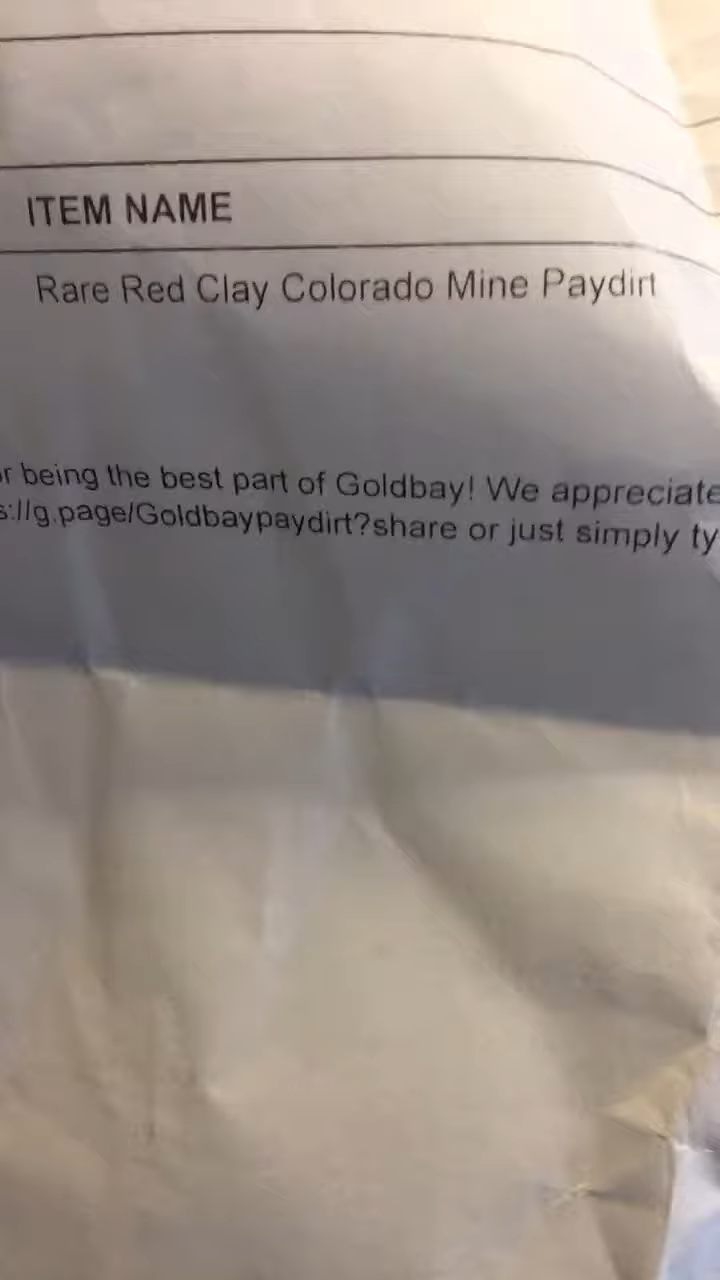 ITEM NAME
Rare Red Clay Colorado Mine Paydirt
r being the best part of Goldbay! We appreciate
s://g.page/Goldbaypaydirt?share or just simply ty